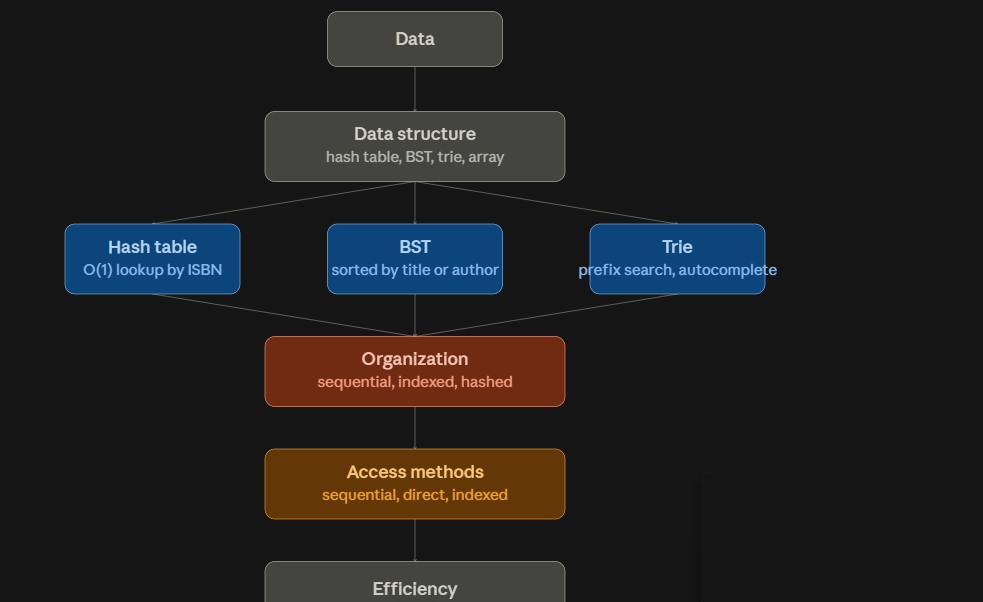 Data
Data structure
hash table, BST, trie, array
Hash table
O(1) lookup by ISBN
BST
sorted by title or author
Trie
prefix search, autocomplete
Organization
sequential, indexed, hashed
Access methods
sequential, direct, indexed
Efficiency